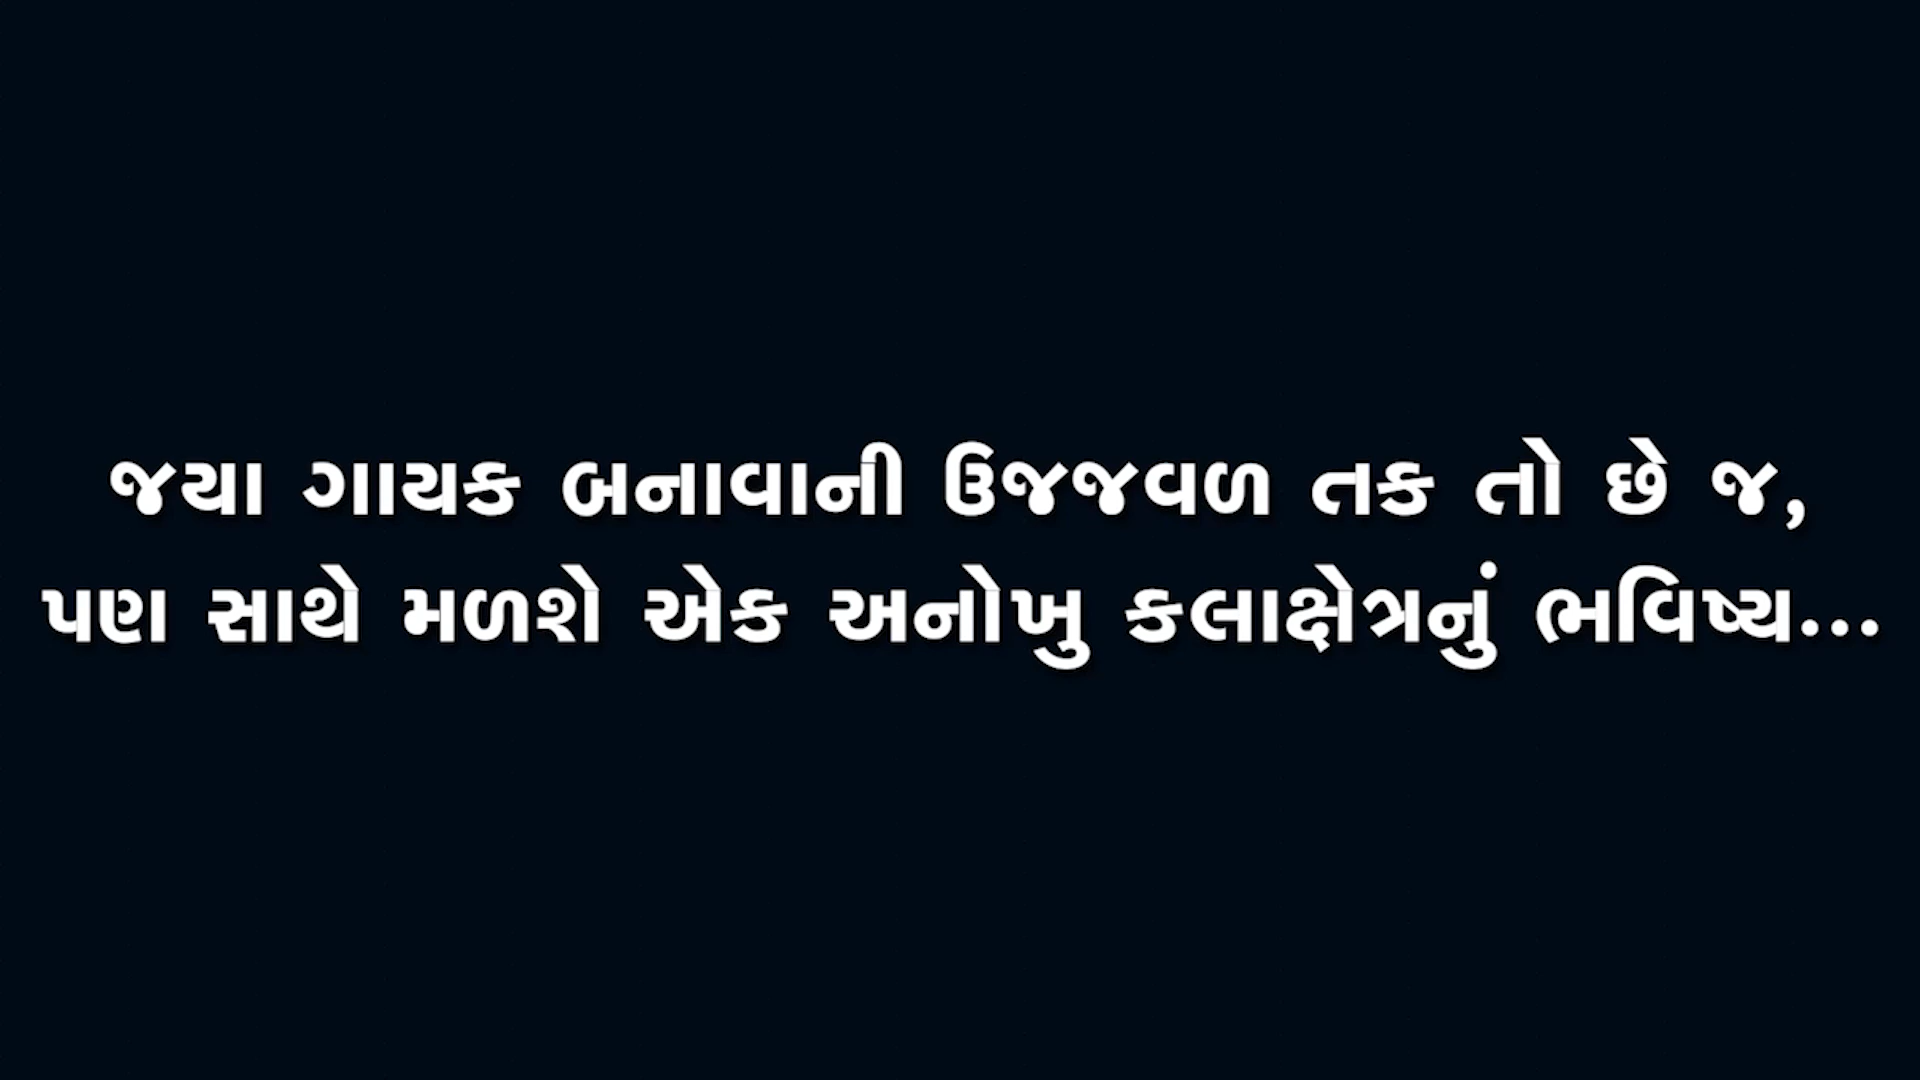 જયા ગાયક બનાવાની ઉજજવળ તક તો છે જ,
પણ સાથે મળશે એક અનોખુ કલાક્ષેત્રનું ભવિષ્ય...